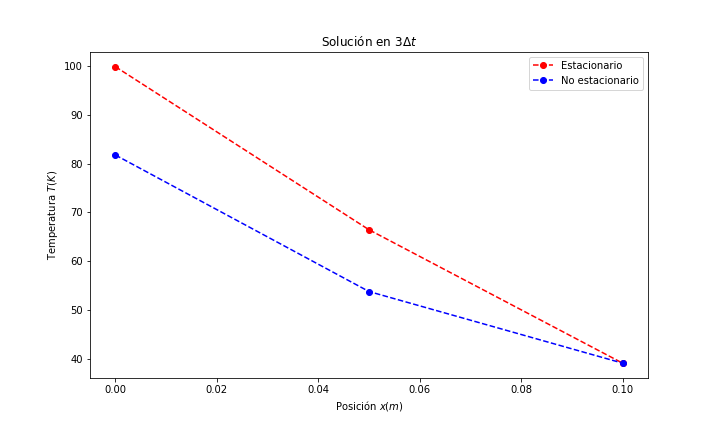 Solución en 3Δt
Estacionario
No estacionario
Temperatura T(K)
100
90
80
70
60
50
40
0.00
0.02
0.04
0.06
0.08
0.10
Posición x(m)